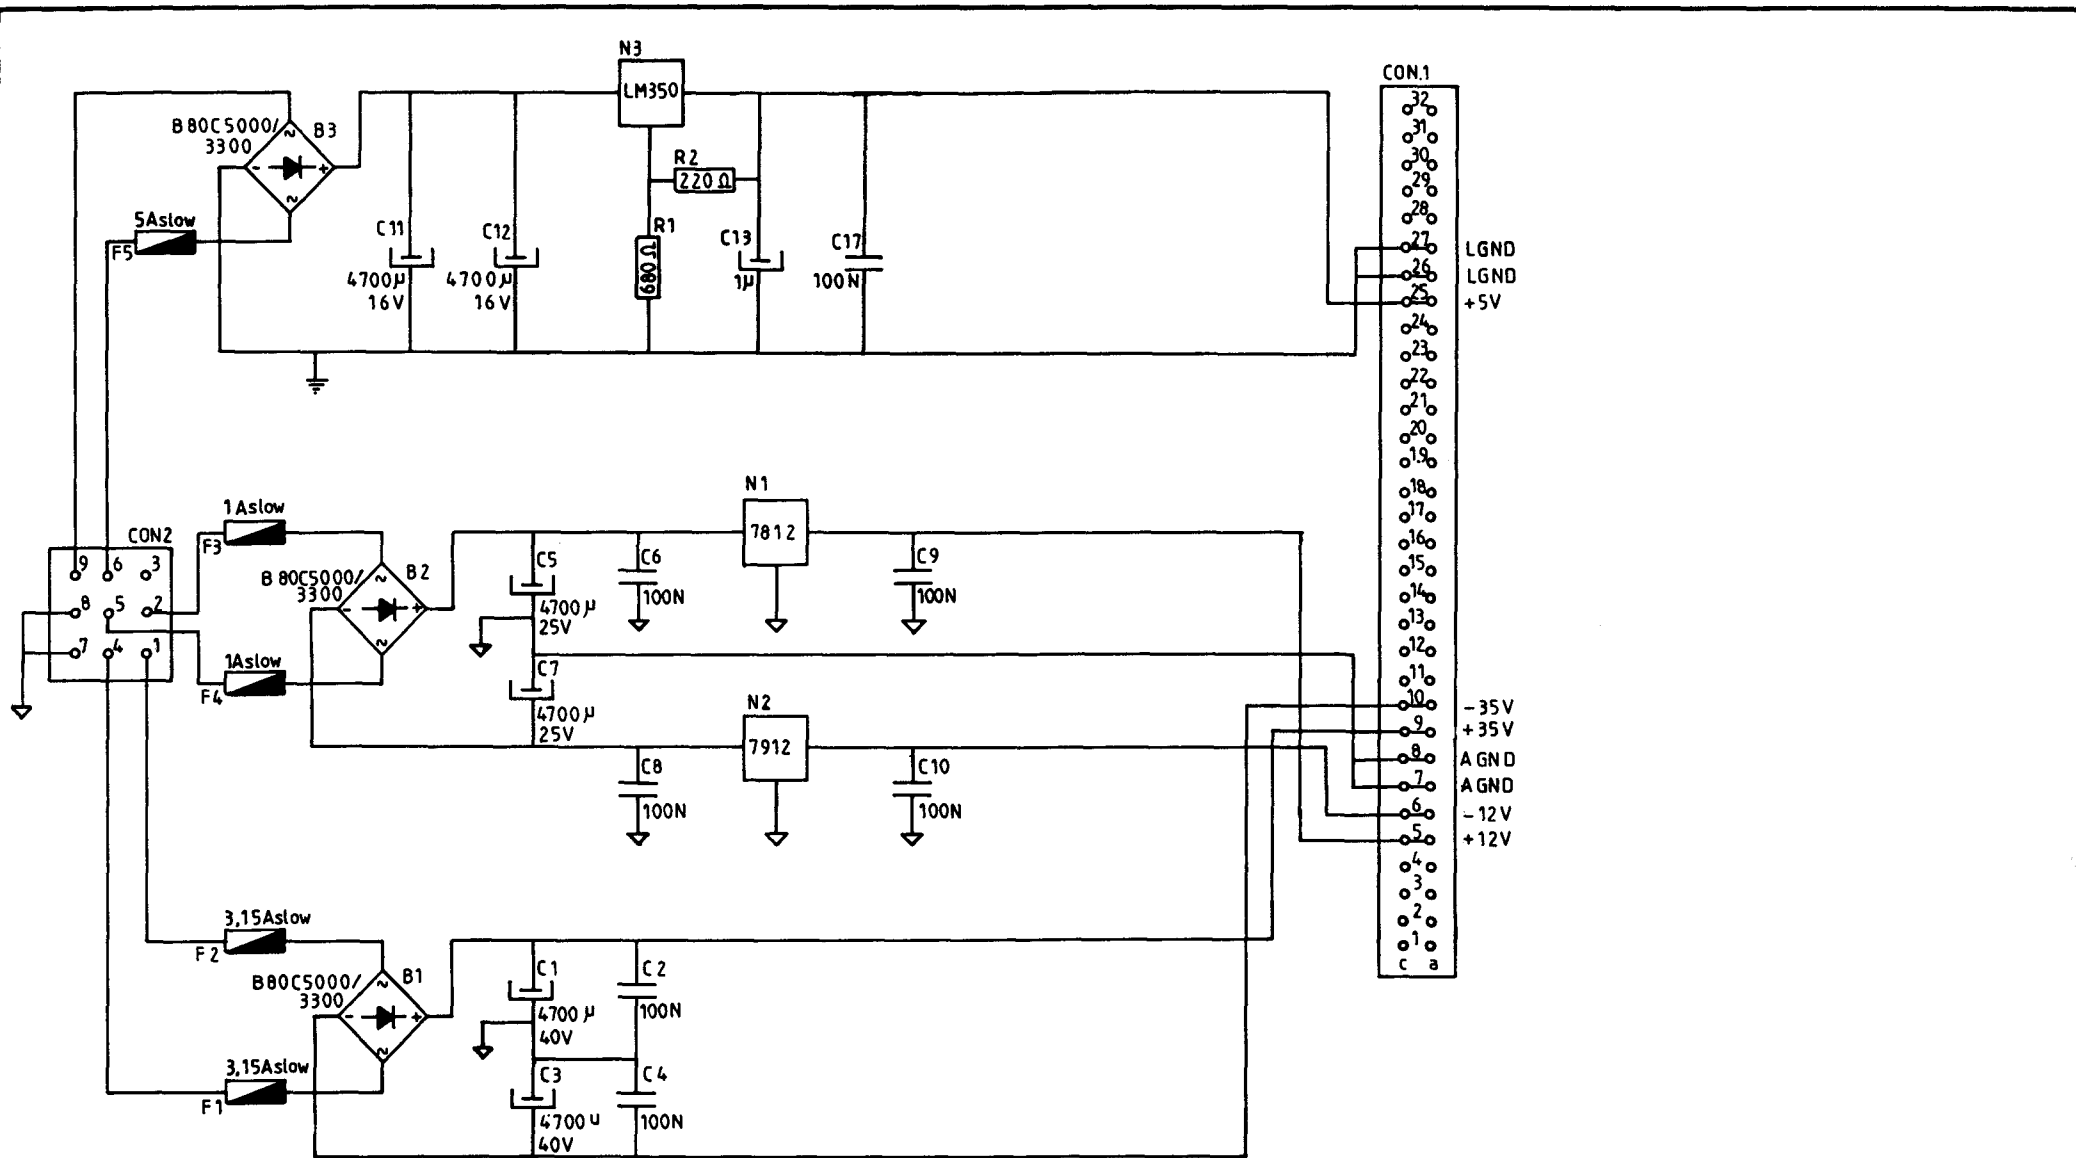 N3
LM350
CON.1
B80C5000/
3300
B3
~
-
+
~
R2
220Ω
5Aslow
F5
C11
4700µ
16V
C12
4700µ
16V
R1
680Ω
C13
1µ
C17
100N
32
31
30
29
28
27 LGND
26 LGND
25 +5V
24
23
22
21
20
19
18
17
16
15
14
13
12
11
10 -35V
9 +35V
8 AGND
7 AGND
6 -12V
5 +12V
4
3
2
1
c a
CON2
9 6 3
8 5 2
7 4 1
1Aslow
F3
B80C5000/
3300
B2
~
-
+
~
1Aslow
F4
C5
4700µ
25V
C6
100N
N1
7812
C9
100N
C7
4700µ
25V
N2
7912
C8
100N
C10
100N
3,15Aslow
F2
B80C5000/
3300
B1
~
-
+
~
3,15Aslow
F1
C1
4700µ
40V
C2
100N
C3
4700u
40V
C4
100N